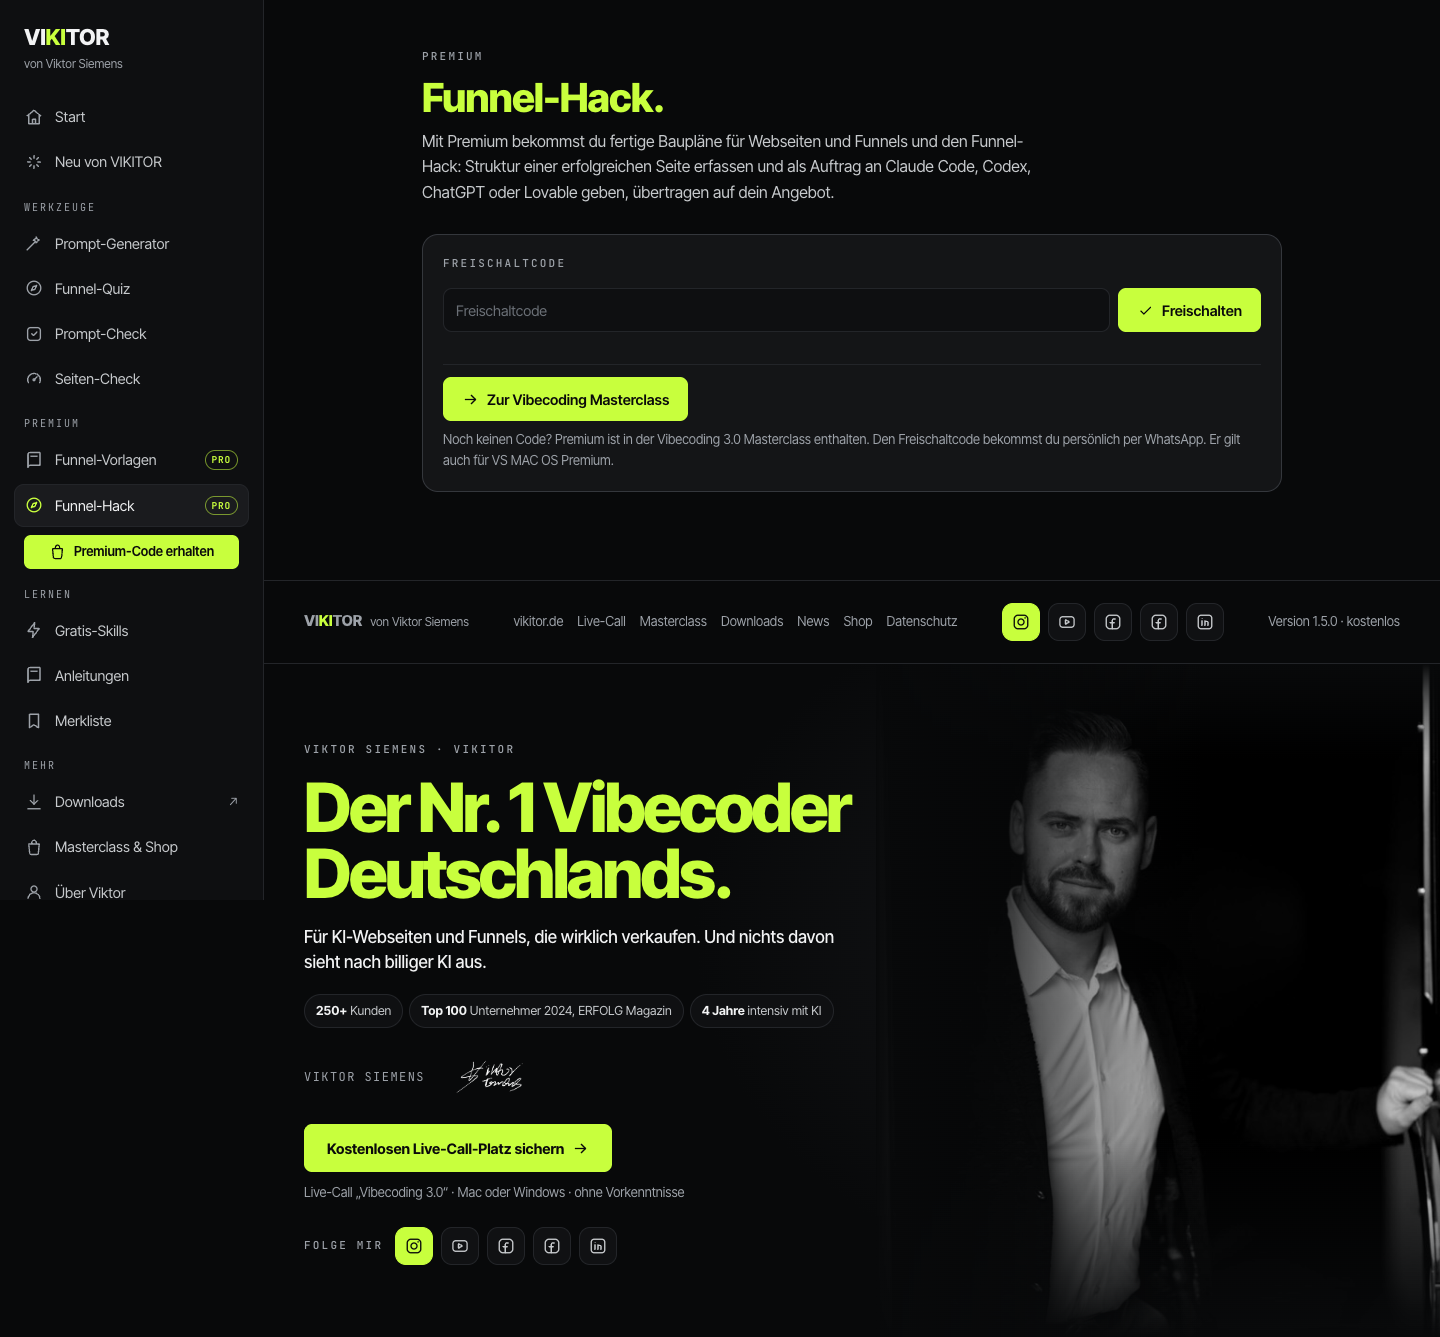 VIKITOR
von Viktor Siemens
Start
Neu von VIKITOR
WERKZEUGE
Prompt-Generator
Funnel-Quiz
Prompt-Check
Seiten-Check
PREMIUM
Funnel-Vorlagen PRO
Funnel-Hack PRO
Premium-Code erhalten
LERNEN
Gratis-Skills
Anleitungen
Merkliste
MEHR
Downloads
Masterclass & Shop
Über Viktor
PREMIUM
Funnel-Hack.
Mit Premium bekommst du fertige Baupläne für Webseiten und Funnels und den Funnel-
Hack: Struktur einer erfolgreichen Seite erfassen und als Auftrag an Claude Code, Codex,
ChatGPT oder Lovable geben, übertragen auf dein Angebot.
FREISCHALTCODE
Freischaltcode
Freischalten
Zur Vibecoding Masterclass
Noch keinen Code? Premium ist in der Vibecoding 3.0 Masterclass enthalten. Den Freischaltcode bekommst du persönlich per WhatsApp. Er gilt
auch für VS MAC OS Premium.
VIKITOR von Viktor Siemens vikitor.de Live-Call Masterclass Downloads News Shop Datenschutz Version 1.5.0 · kostenlos
VIKTOR SIEMENS · VIKITOR
Der Nr. 1 Vibecoder
Deutschlands.
Für KI-Webseiten und Funnels, die wirklich verkaufen. Und nichts davon
sieht nach billiger KI aus.
250+ Kunden Top 100 Unternehmer 2024, ERFOLG Magazin 4 Jahre intensiv mit KI
VIKTOR SIEMENS
Kostenlosen Live-Call-Platz sichern
Live-Call „Vibecoding 3.0“ · Mac oder Windows · ohne Vorkenntnisse
FOLGE MIR